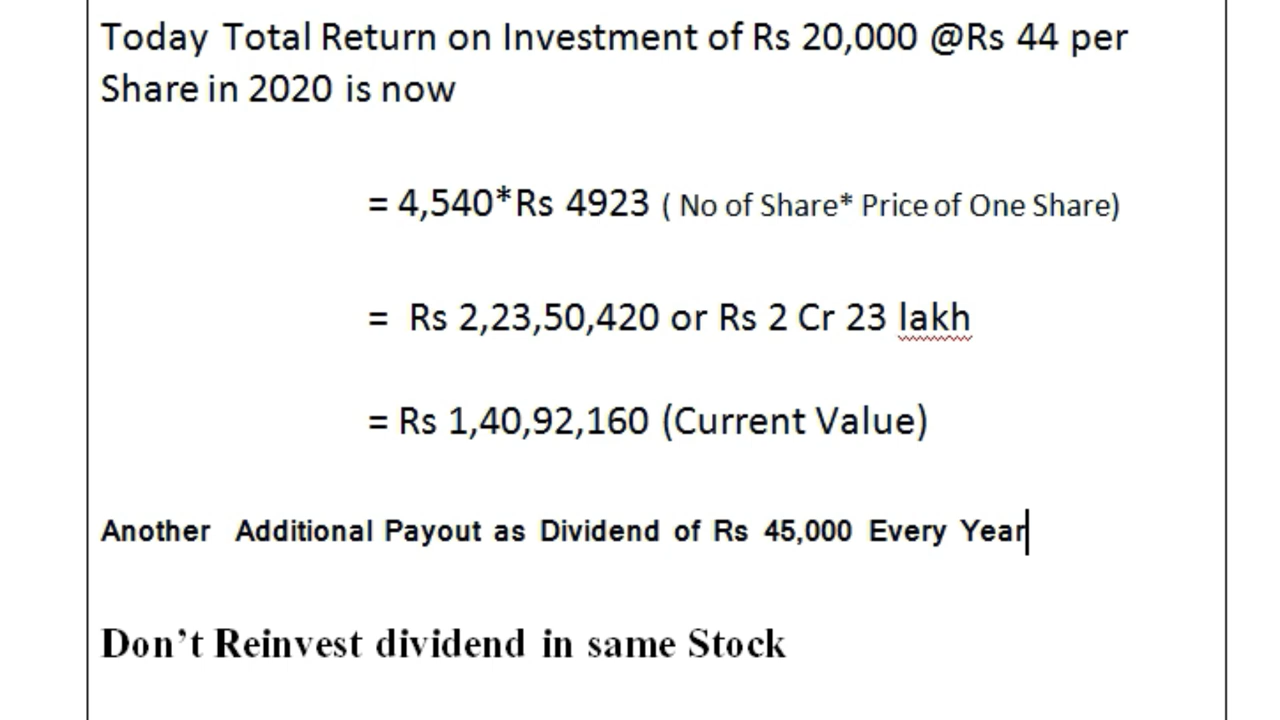 Today Total Return on Investment of Rs 20,000 @Rs 44 per
Share in 2020 is now
= 4,540*Rs 4923 ( No of Share* Price of One Share)
= Rs 2,23,50,420 or Rs 2 Cr 23 lakh
= Rs 1,40,92,160 (Current Value)
Another Additional Payout as Dividend of Rs 45,000 Every Year
Don't Reinvest dividend in same Stock